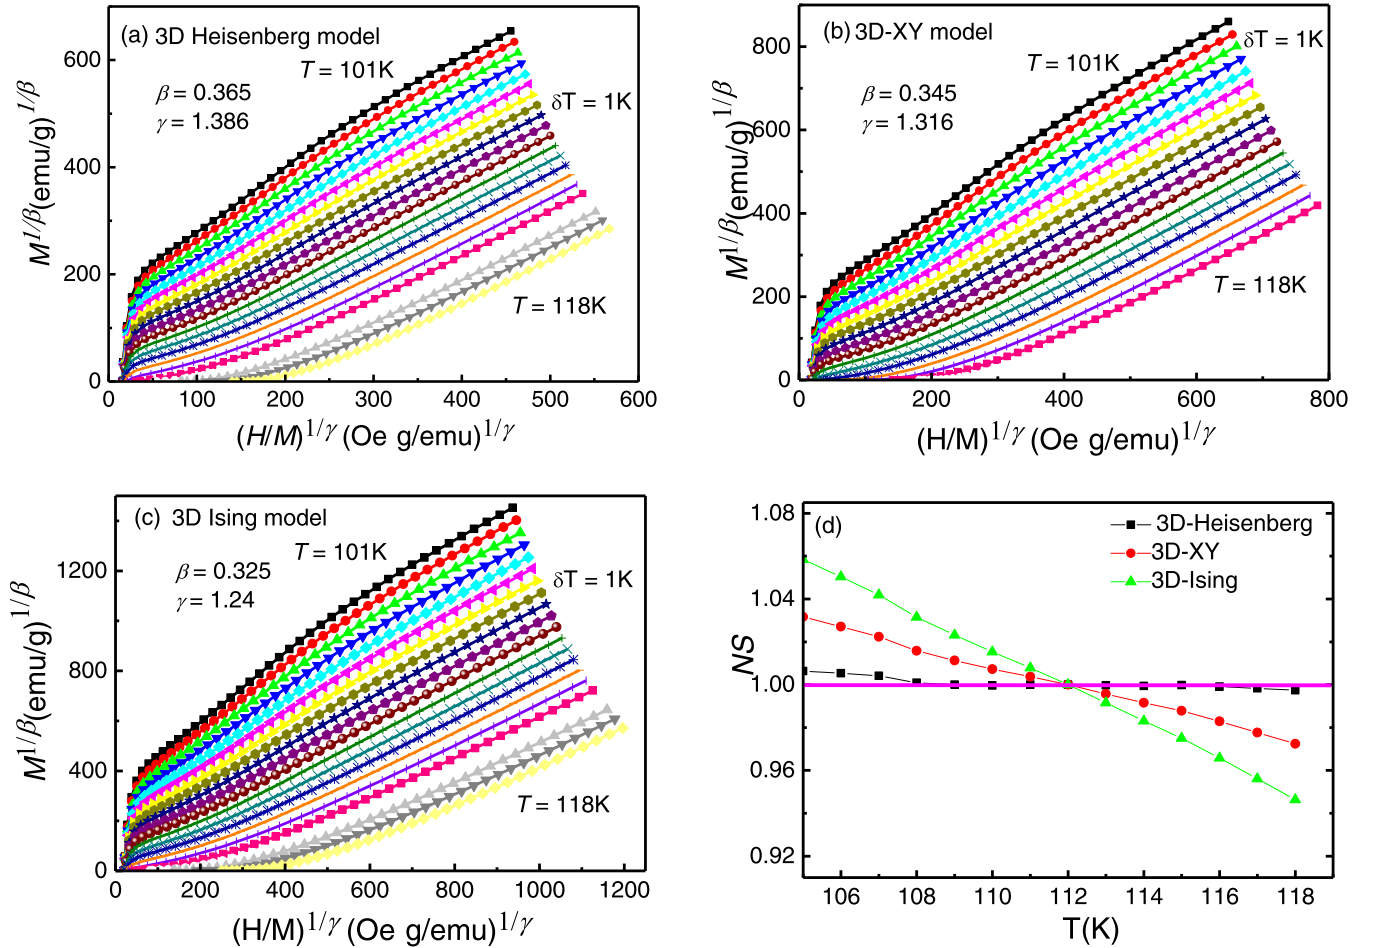 (a) 3D Heisenberg model
T = 101K
β = 0.365
γ = 1.386
δT = 1K
T = 118K
M1/β(emu/g)1/β
600
400
200
0
0 100 200 300 400 500 600
(H/M)1/γ (Oe g/emu)1/γ
(b) 3D-XY model
δT = 1K
T = 101K
β = 0.345
γ = 1.316
T = 118K
M1/β(emu/g)1/β
800
600
400
200
0
0 200 400 600 800
(H/M)1/γ (Oe g/emu)1/γ
(c) 3D Ising model
T = 101K
β = 0.325
γ = 1.24
δT = 1K
T = 118K
M1/β(emu/g)1/β
1200
800
400
0
0 200 400 600 800 1000 1200
(H/M)1/γ (Oe g/emu)1/γ
(d)
3D-Heisenberg
3D-XY
3D-Ising
NS
1.08
1.04
1.00
0.96
0.92
106 108 110 112 114 116 118
T(K)